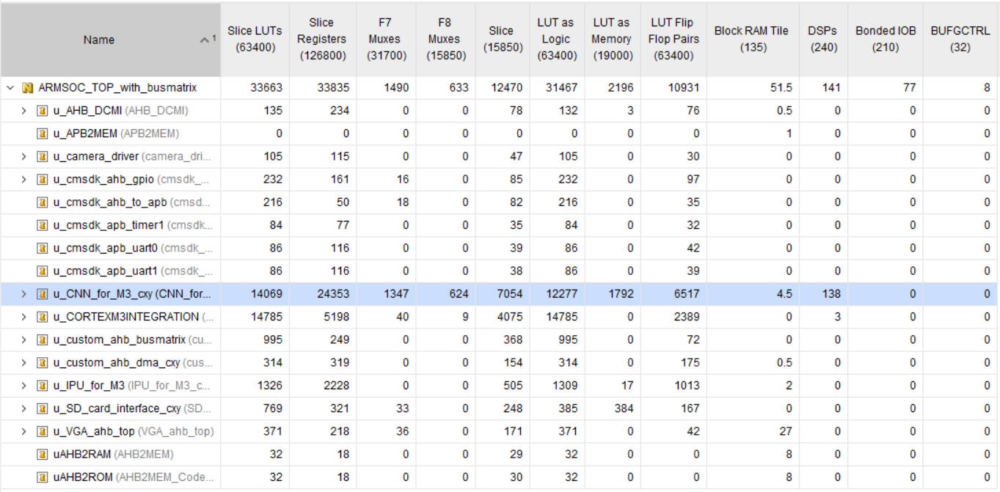 Name 1 Slice LUTs (63400) Slice Registers (126800) F7 Muxes (31700) F8 Muxes (15850) Slice (15850) LUT as Logic (63400) LUT as Memory (19000) LUT Flip Flop Pairs (63400) Block RAM Tile (135) DSPs (240) Bonded IOB (210) BUFGCTRL (32)
N ARMSOC_TOP_with_busmatrix 33663 33835 1490 633 12470 31467 2196 10931 51.5 141 77 8
u_AHB_DCMI (AHB_DCMI) 135 234 0 0 78 132 3 76 0.5 0 0 0
u_APB2MEM (APB2MEM) 0 0 0 0 0 0 0 0 1 0 0 0
u_camera_driver (camera_dri... 105 115 0 0 47 105 0 30 0 0 0 0
u_cmsdk_ahb_gpio (cmsdk_... 232 161 16 0 85 232 0 97 0 0 0 0
u_cmsdk_ahb_to_apb (cmsd... 216 50 18 0 82 216 0 35 0 0 0 0
u_cmsdk_apb_timer1 (cmsdk... 84 77 0 0 35 84 0 32 0 0 0 0
u_cmsdk_apb_uart0 (cmsdk_... 86 116 0 0 39 86 0 42 0 0 0 0
u_cmsdk_apb_uart1 (cmsdk_... 86 116 0 0 38 86 0 39 0 0 0 0
u_CNN_for_M3_cxy (CNN_for... 14069 24353 1347 624 7054 12277 1792 6517 4.5 138 0 0
u_CORTEXM3INTEGRATION (... 14785 5198 40 9 4075 14785 0 2389 0 3 0 0
u_custom_ahb_busmatrix (cu... 995 249 0 0 368 995 0 72 0 0 0 0
u_custom_ahb_dma_cxy (cus... 314 319 0 0 154 314 0 175 0.5 0 0 0
u_IPU_for_M3 (IPU_for_M3_c... 1326 2228 0 0 505 1309 17 1013 2 0 0 0
u_SD_card_interface_cxy (SD... 769 321 33 0 248 385 384 167 0 0 0 0
u_VGA_ahb_top (VGA_ahb_top) 371 218 36 0 171 371 0 42 27 0 0 0
uAHB2RAM (AHB2MEM) 32 18 0 0 29 32 0 0 8 0 0 0
uAHB2ROM (AHB2MEM_Code... 32 18 0 0 30 32 0 0 8 0 0 0